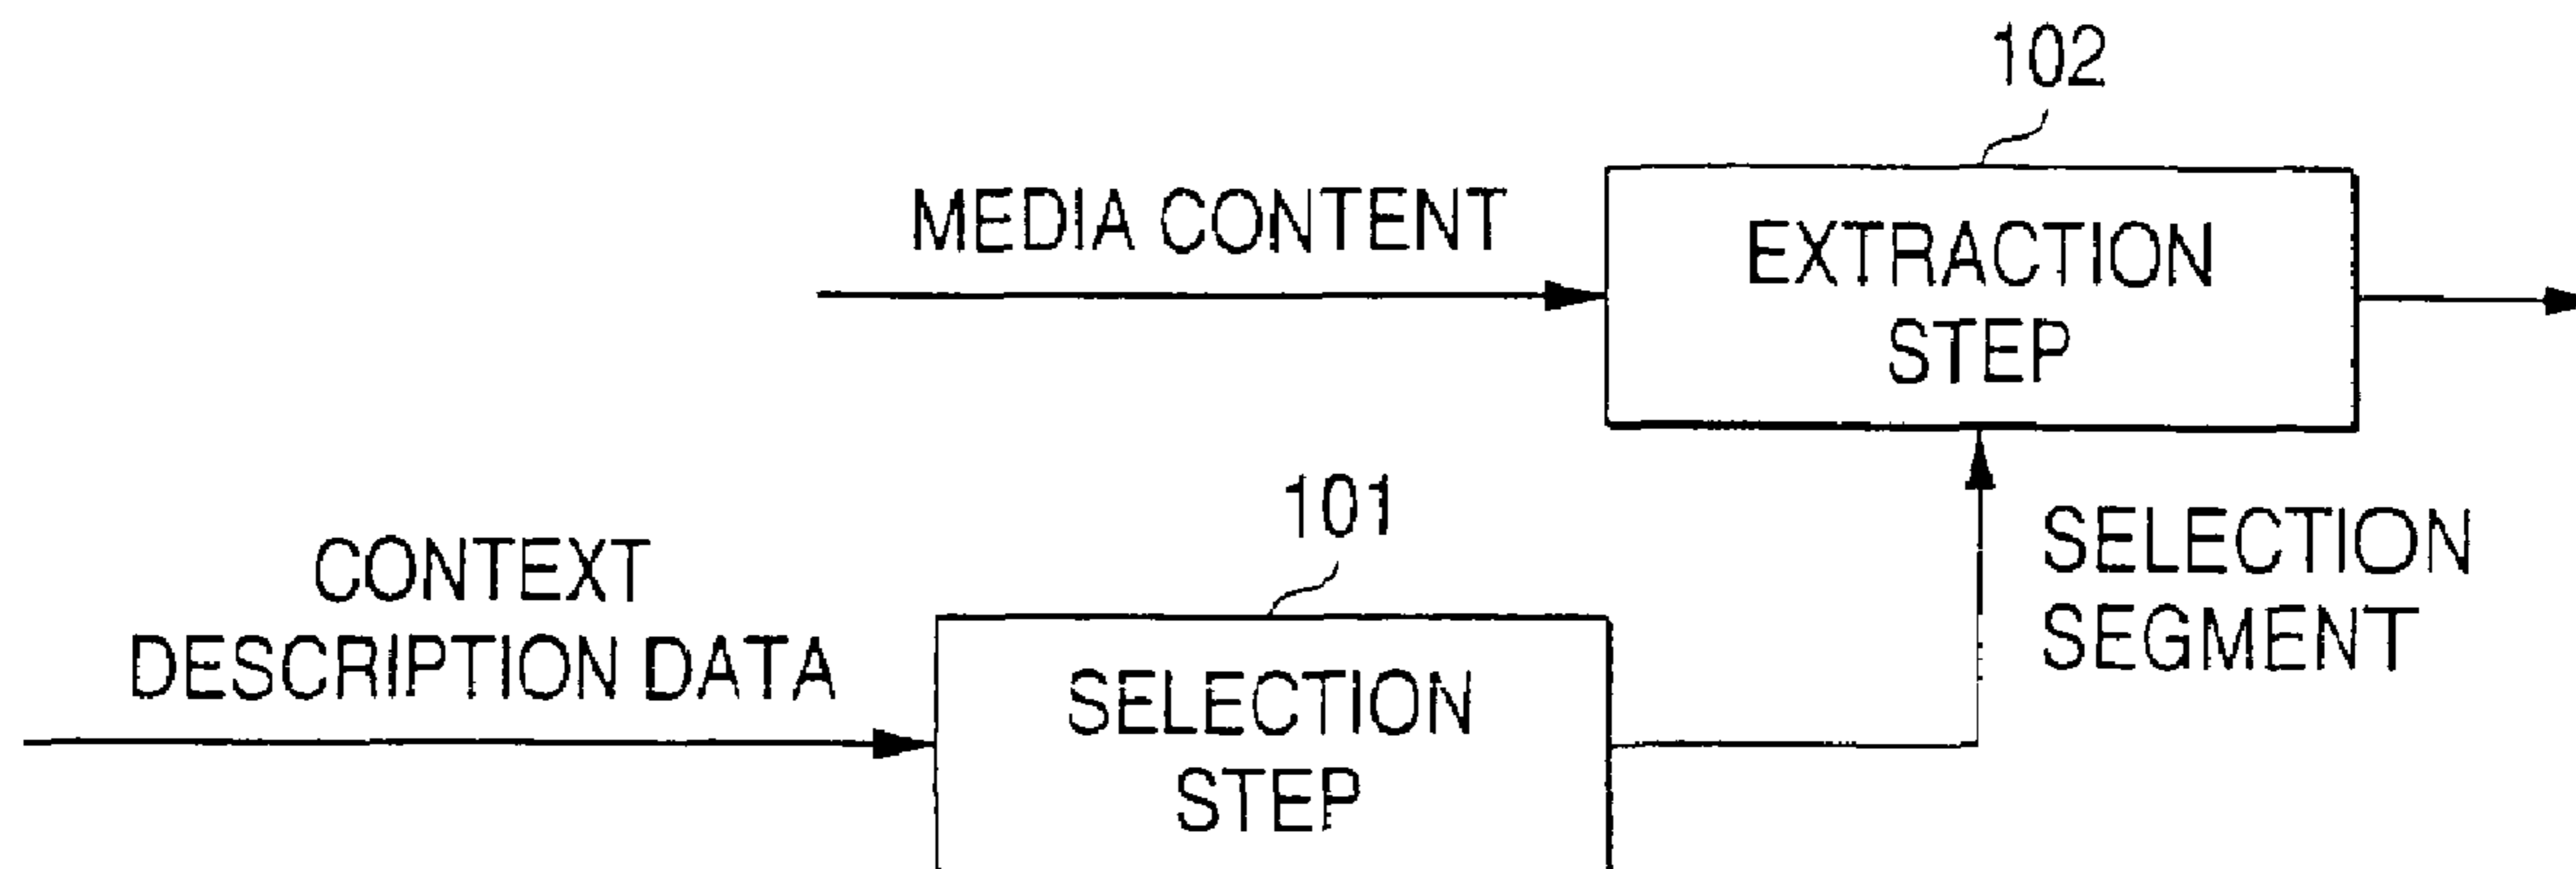 102
MEDIA CONTENT
EXTRACTION
STEP
101
SELECTION
SEGMENT
CONTEXT
DESCRIPTION DATA
SELECTION
STEP